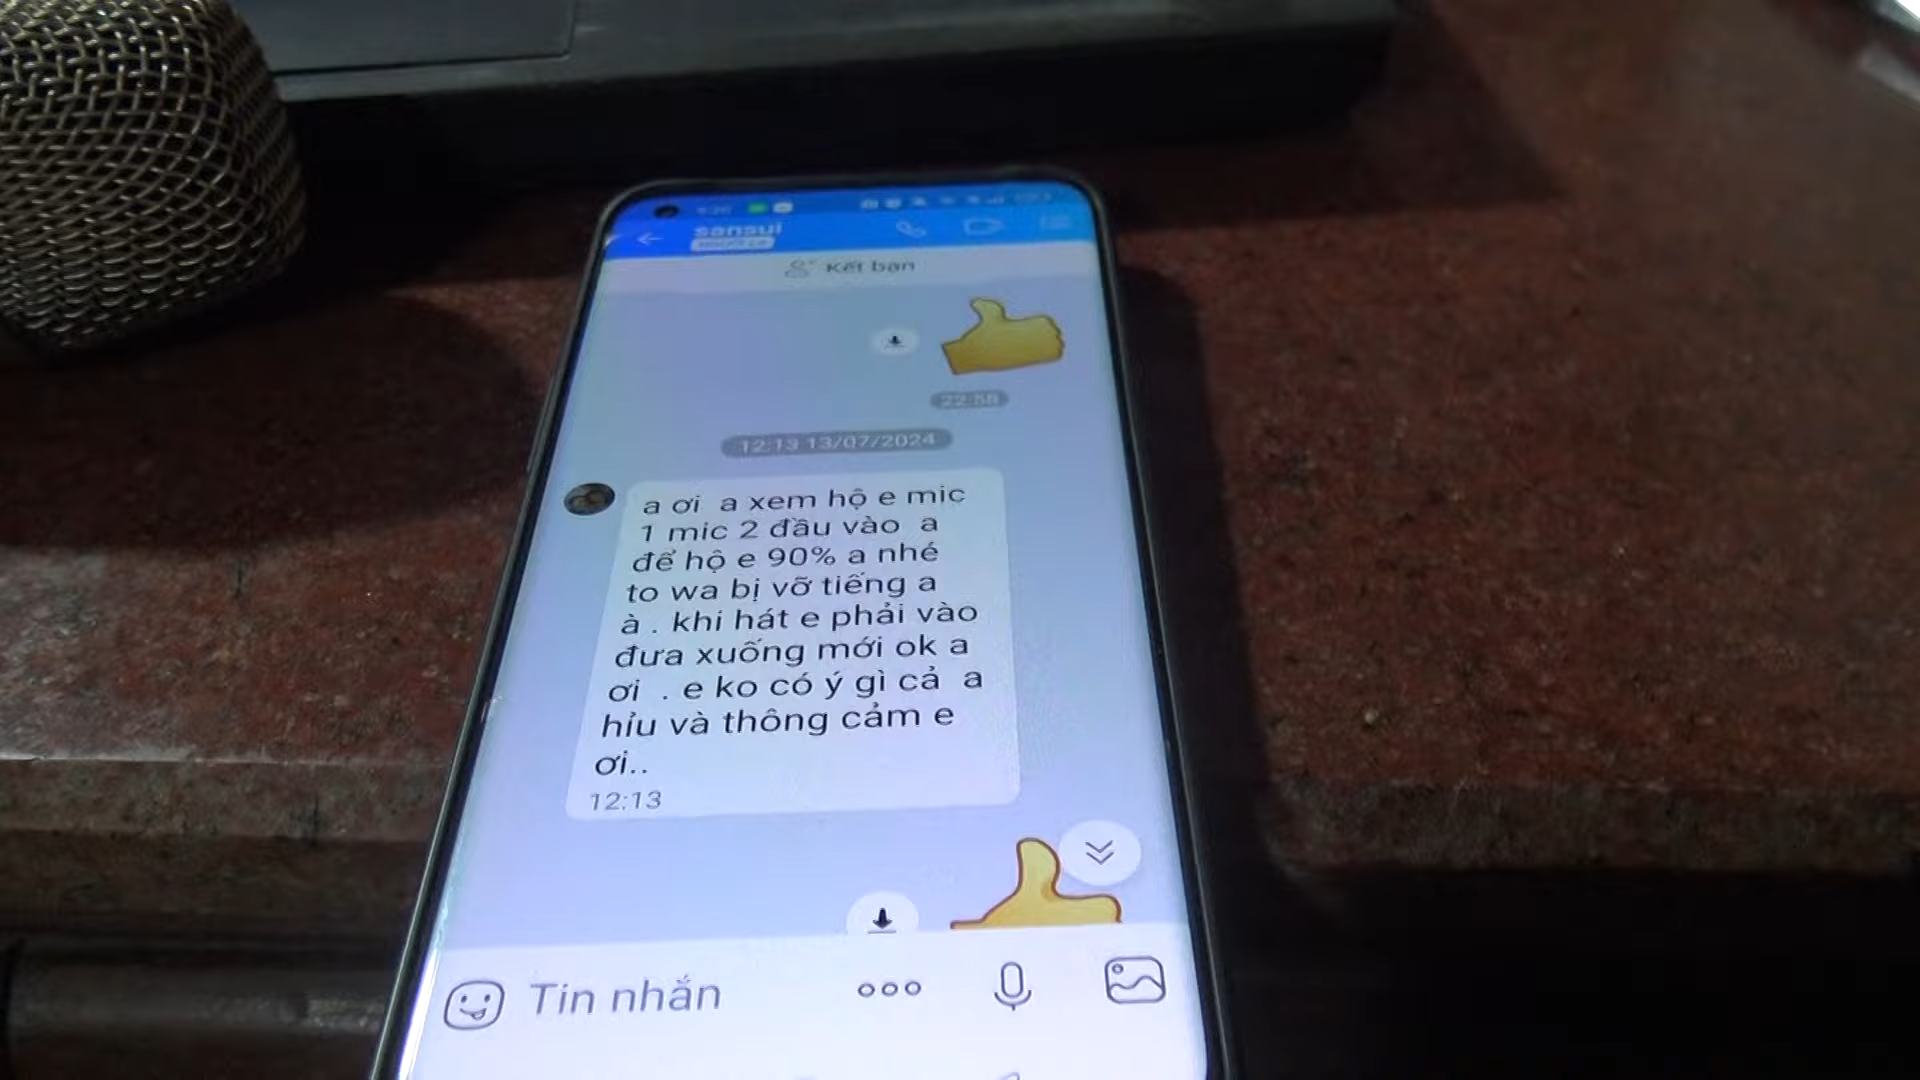 sansui
Kết bạn
22:58
12:13 13/07/2024
a ơi a xem hộ e mic
1 mic 2 đầu vào a
để hộ e 90% a nhé
to wa bị vỡ tiếng a
à . khi hát e phải vào
đưa xuống mới ok a
ơi . e ko có ý gì cả a
hỉu và thông cảm e
ơi..
12:13
Tin nhắn